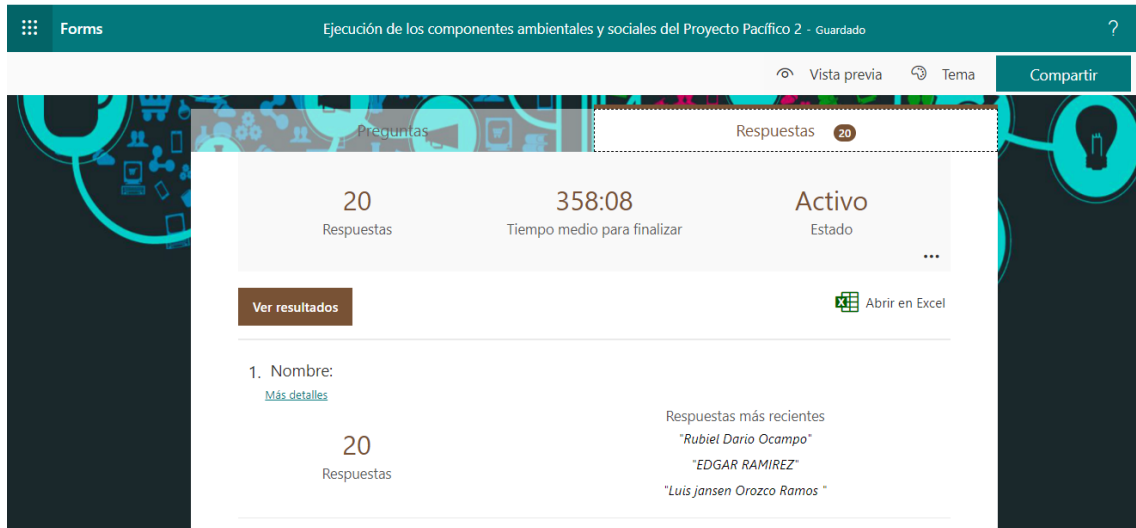 Forms
Ejecución de los componentes ambientales y sociales del Proyecto Pacífico 2 - Guardado
?
Vista previa
Tema
Compartir
Preguntas
Respuestas 20
20
358:08
Activo
Respuestas
Tiempo medio para finalizar
Estado
...
Ver resultados
Abrir en Excel
1. Nombre:
Más detalles
Respuestas más recientes
"Rubiel Dario Ocampo"
20
"EDGAR RAMIREZ"
Respuestas
"Luis jansen Orozco Ramos "